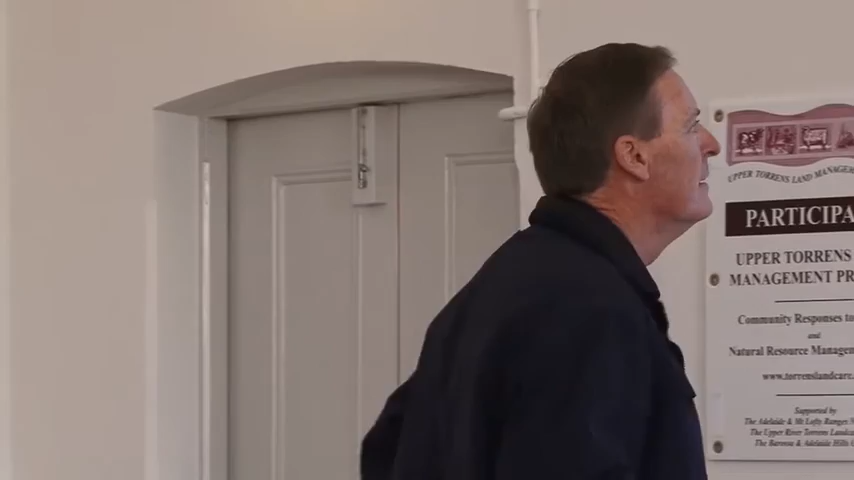 UPPER TORRENS LAND MANAGEM
PARTICIPA
UPPER TORRENS
MANAGEMENT PR
Community Responses to
and
Natural Resource Managem
www.torrenslandcare.
Supported by
The Adelaide & Mt Lofty Ranges N
The Upper River Torrens Landca
The Barossa & Adelaide Hills C